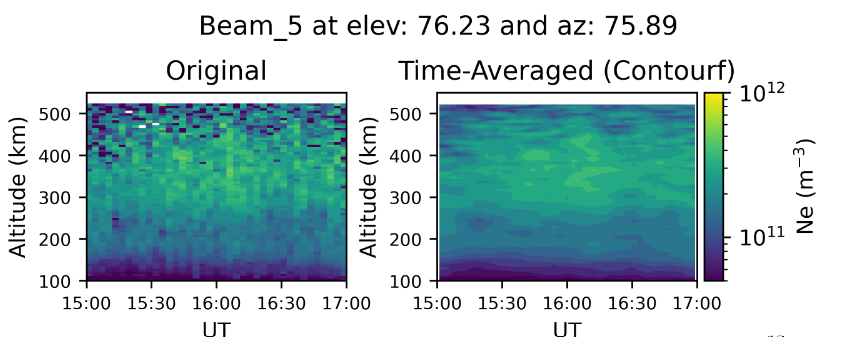 Beam_5 at elev: 76.23 and az: 75.89
Original
Time-Averaged (Contourf)
Altitude (km)
500
400
300
200
100
15:00 15:30 16:00 16:30 17:00
UT
Altitude (km)
500
400
300
200
100
15:00 15:30 16:00 16:30 17:00
UT
10¹²
10¹¹
Ne (m⁻³)